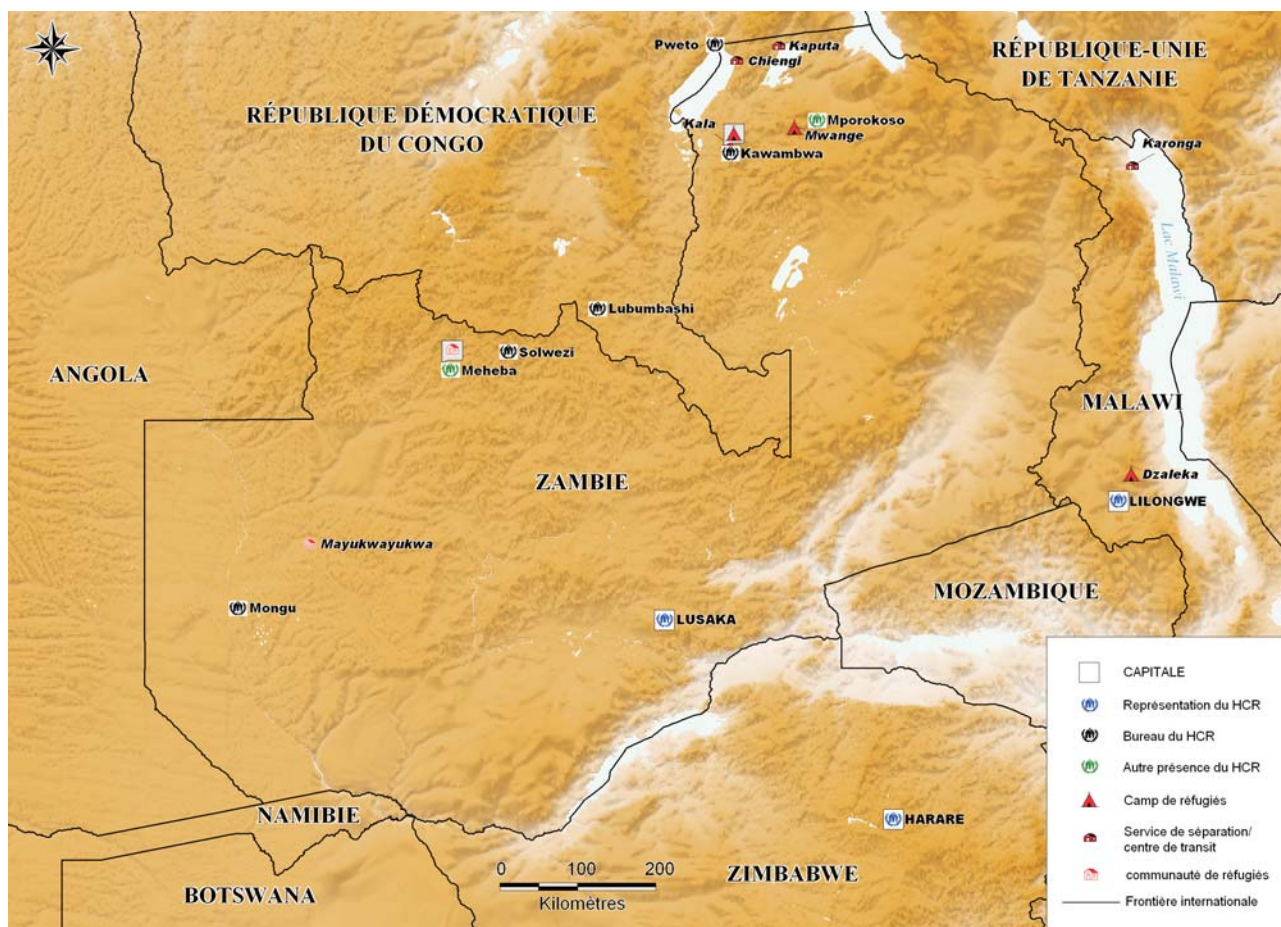 Pweto
Kaputa
Chiengi
RÉPUBLIQUE-UNIE
DE TANZANIE
RÉPUBLIQUE DÉMOCRATIQUE
DU CONGO
Kala
Mporokoso
Mwange
Kawambwa
Karonga
Lac Malawi
Lubumbashi
Solwezi
Meheba
ANGOLA
MALAWI
ZAMBIE
Dzaleka
LILONGWE
Mayukwayukwa
MOZAMBIQUE
Mongu
LUSAKA
NAMIBIE
HARARE
ZIMBABWE
BOTSWANA
0 100 200
Kilomètres
CAPITALE
Représentation du HCR
Bureau du HCR
Autre présence du HCR
Camp de réfugiés
Service de séparation/
centre de transit
communauté de réfugiés
Frontière internationale